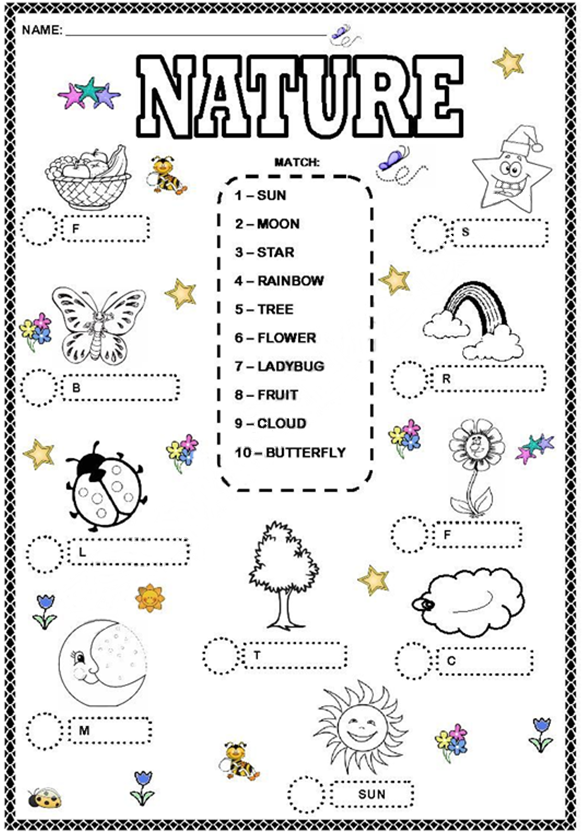 NAME:
NATURE
MATCH:
1 – SUN
2 – MOON
3 – STAR
4 – RAINBOW
5 – TREE
6 – FLOWER
7 – LADYBUG
8 – FRUIT
9 – CLOUD
10 – BUTTERFLY
F
S
B
R
L
F
T
C
M
SUN